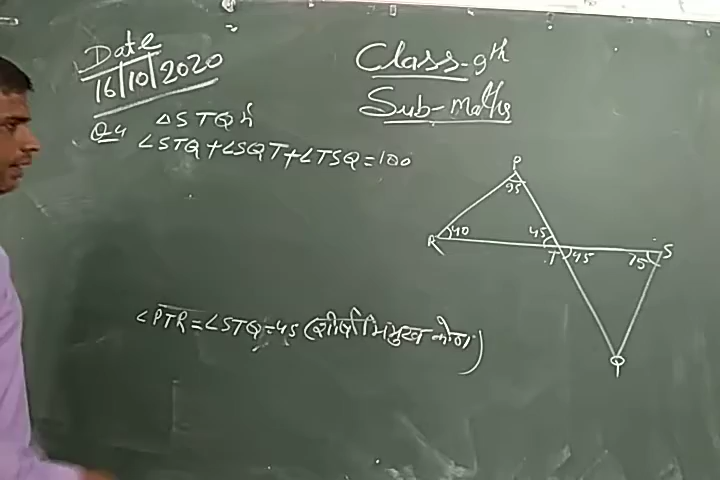 Date
16/10/2020
Class-9th
Sub-Maths
Q4 ΔSTQ में
∠STQ+∠SQT+∠TSQ=180
P
95
R 40
45
T 45
75 S
Q
∠PTR=∠STQ=45 (शीर्षाभिमुख कोण)